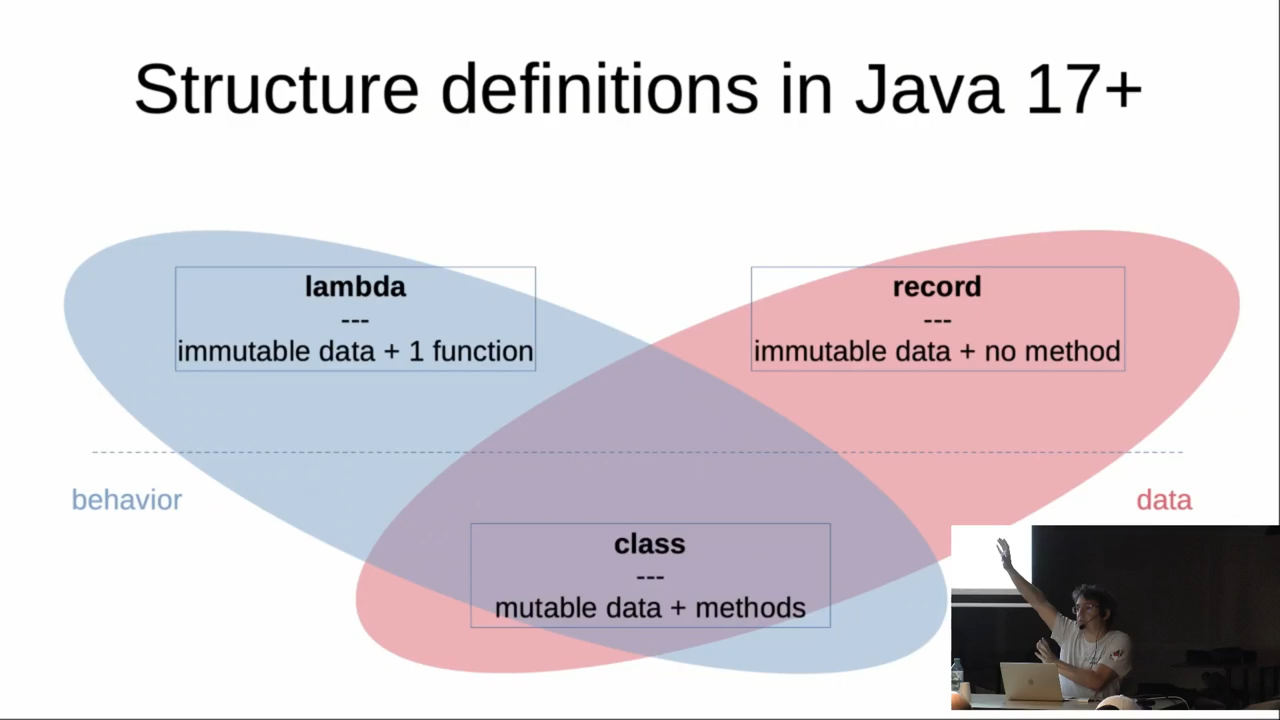 Structure definitions in Java 17+
lambda
---
immutable data + 1 function
record
---
immutable data + no method
behavior
data
class
---
mutable data + methods